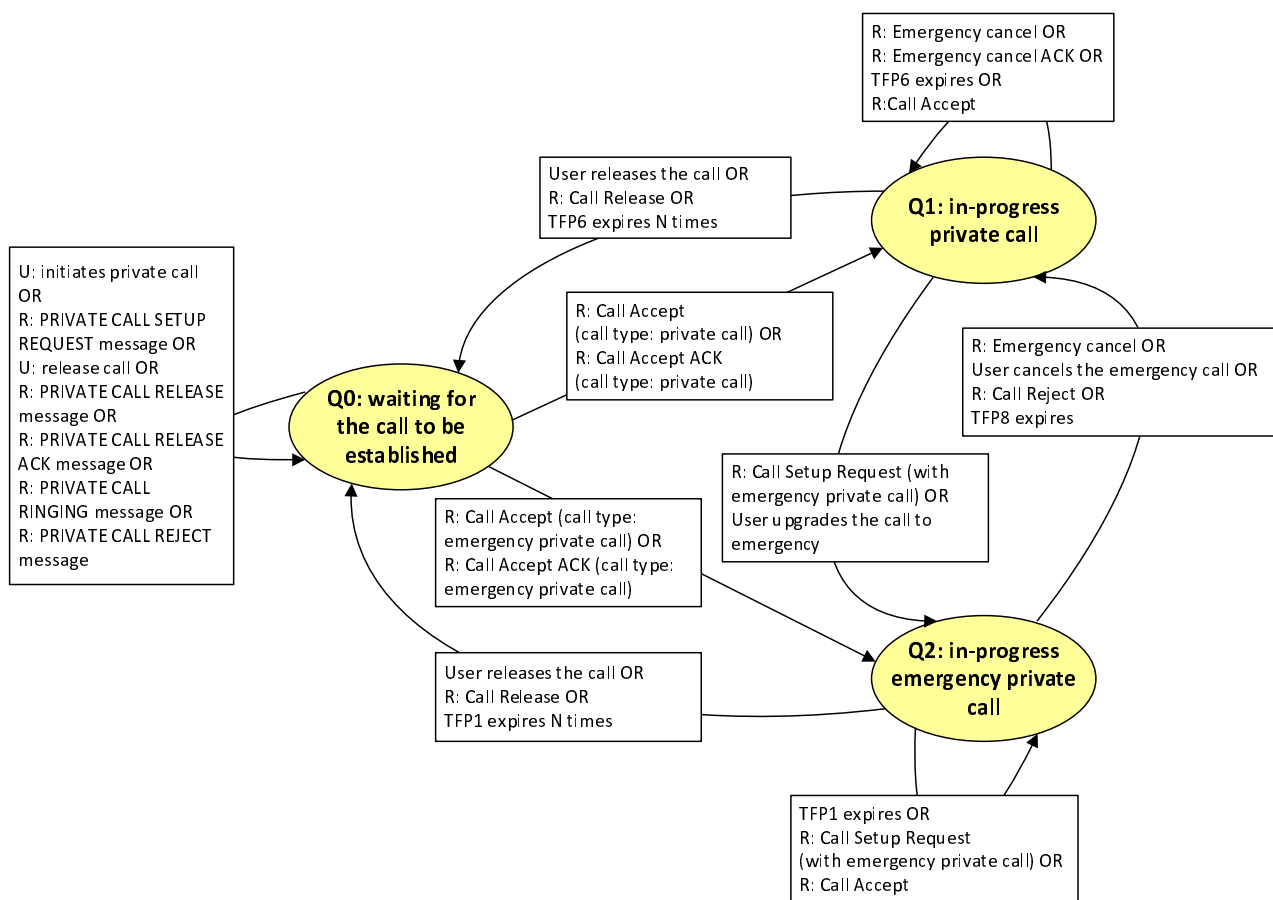 R: Emergency cancel OR
R: Emergency cancel ACK OR
TFP6 expires OR
R:Call Accept
User releases the call OR
R: Call Release OR
TFP6 expires N times
Q1: in-progress
private call
U: initiates private call
OR
R: PRIVATE CALL SETUP
REQUEST message OR
U: release call OR
R: PRIVATE CALL RELEASE
message OR
R: PRIVATE CALL RELEASE
ACK message OR
R: PRIVATE CALL
RINGING message OR
R: PRIVATE CALL REJECT
message
R: Call Accept
(call type: private call) OR
R: Call Accept ACK
(call type: private call)
R: Emergency cancel OR
User cancels the emergency call OR
R: Call Reject OR
TFP8 expires
Q0: waiting for
the call to be
established
R: Call Setup Request (with
emergency private call) OR
User upgrades the call to
emergency
R: Call Accept (call type:
emergency private call) OR
R: Call Accept ACK (call type:
emergency private call)
Q2: in-progress
emergency private
call
User releases the call OR
R: Call Release OR
TFP1 expires N times
TFP1 expires OR
R: Call Setup Request
(with emergency private call) OR
R: Call Accept